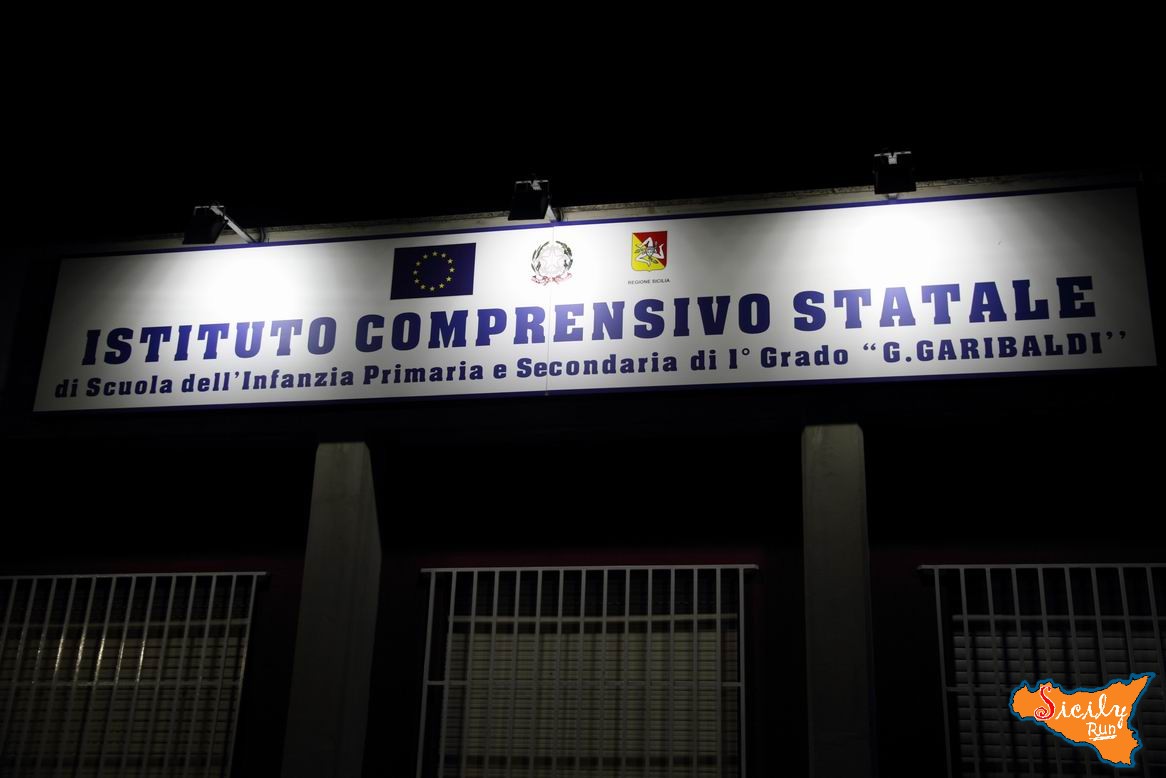 REGIONE SICILIA
ISTITUTO COMPRENSIVO STATALE
di Scuola dell'Infanzia Primaria e Secondaria di I° Grado “G.GARIBALDI”
Sicily
Run